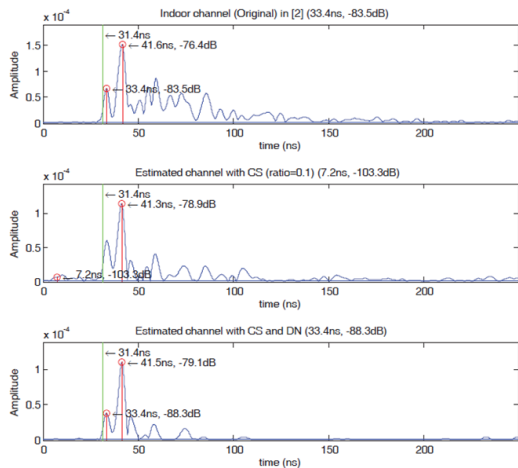 Indoor channel (Original) in [2] (33.4ns, -83.5dB)
x 10-4
← 31.4ns
← 41.6ns, -76.4dB
← 33.4ns, -83.5dB
1.5
1
0.5
0
Amplitude
0 50 100 150 200
time (ns)
Estimated channel with CS (ratio=0.1) (7.2ns, -103.3dB)
x 10-4
← 31.4ns
← 41.3ns, -78.9dB
← 7.2ns, -103.3dB
1
0.5
0
Amplitude
0 50 100 150 200
time (ns)
Estimated channel with CS and DN (33.4ns, -88.3dB)
x 10-4
← 31.4ns
← 41.5ns, -79.1dB
← 33.4ns, -88.3dB
1
0.5
0
Amplitude
0 50 100 150 200
time (ns)